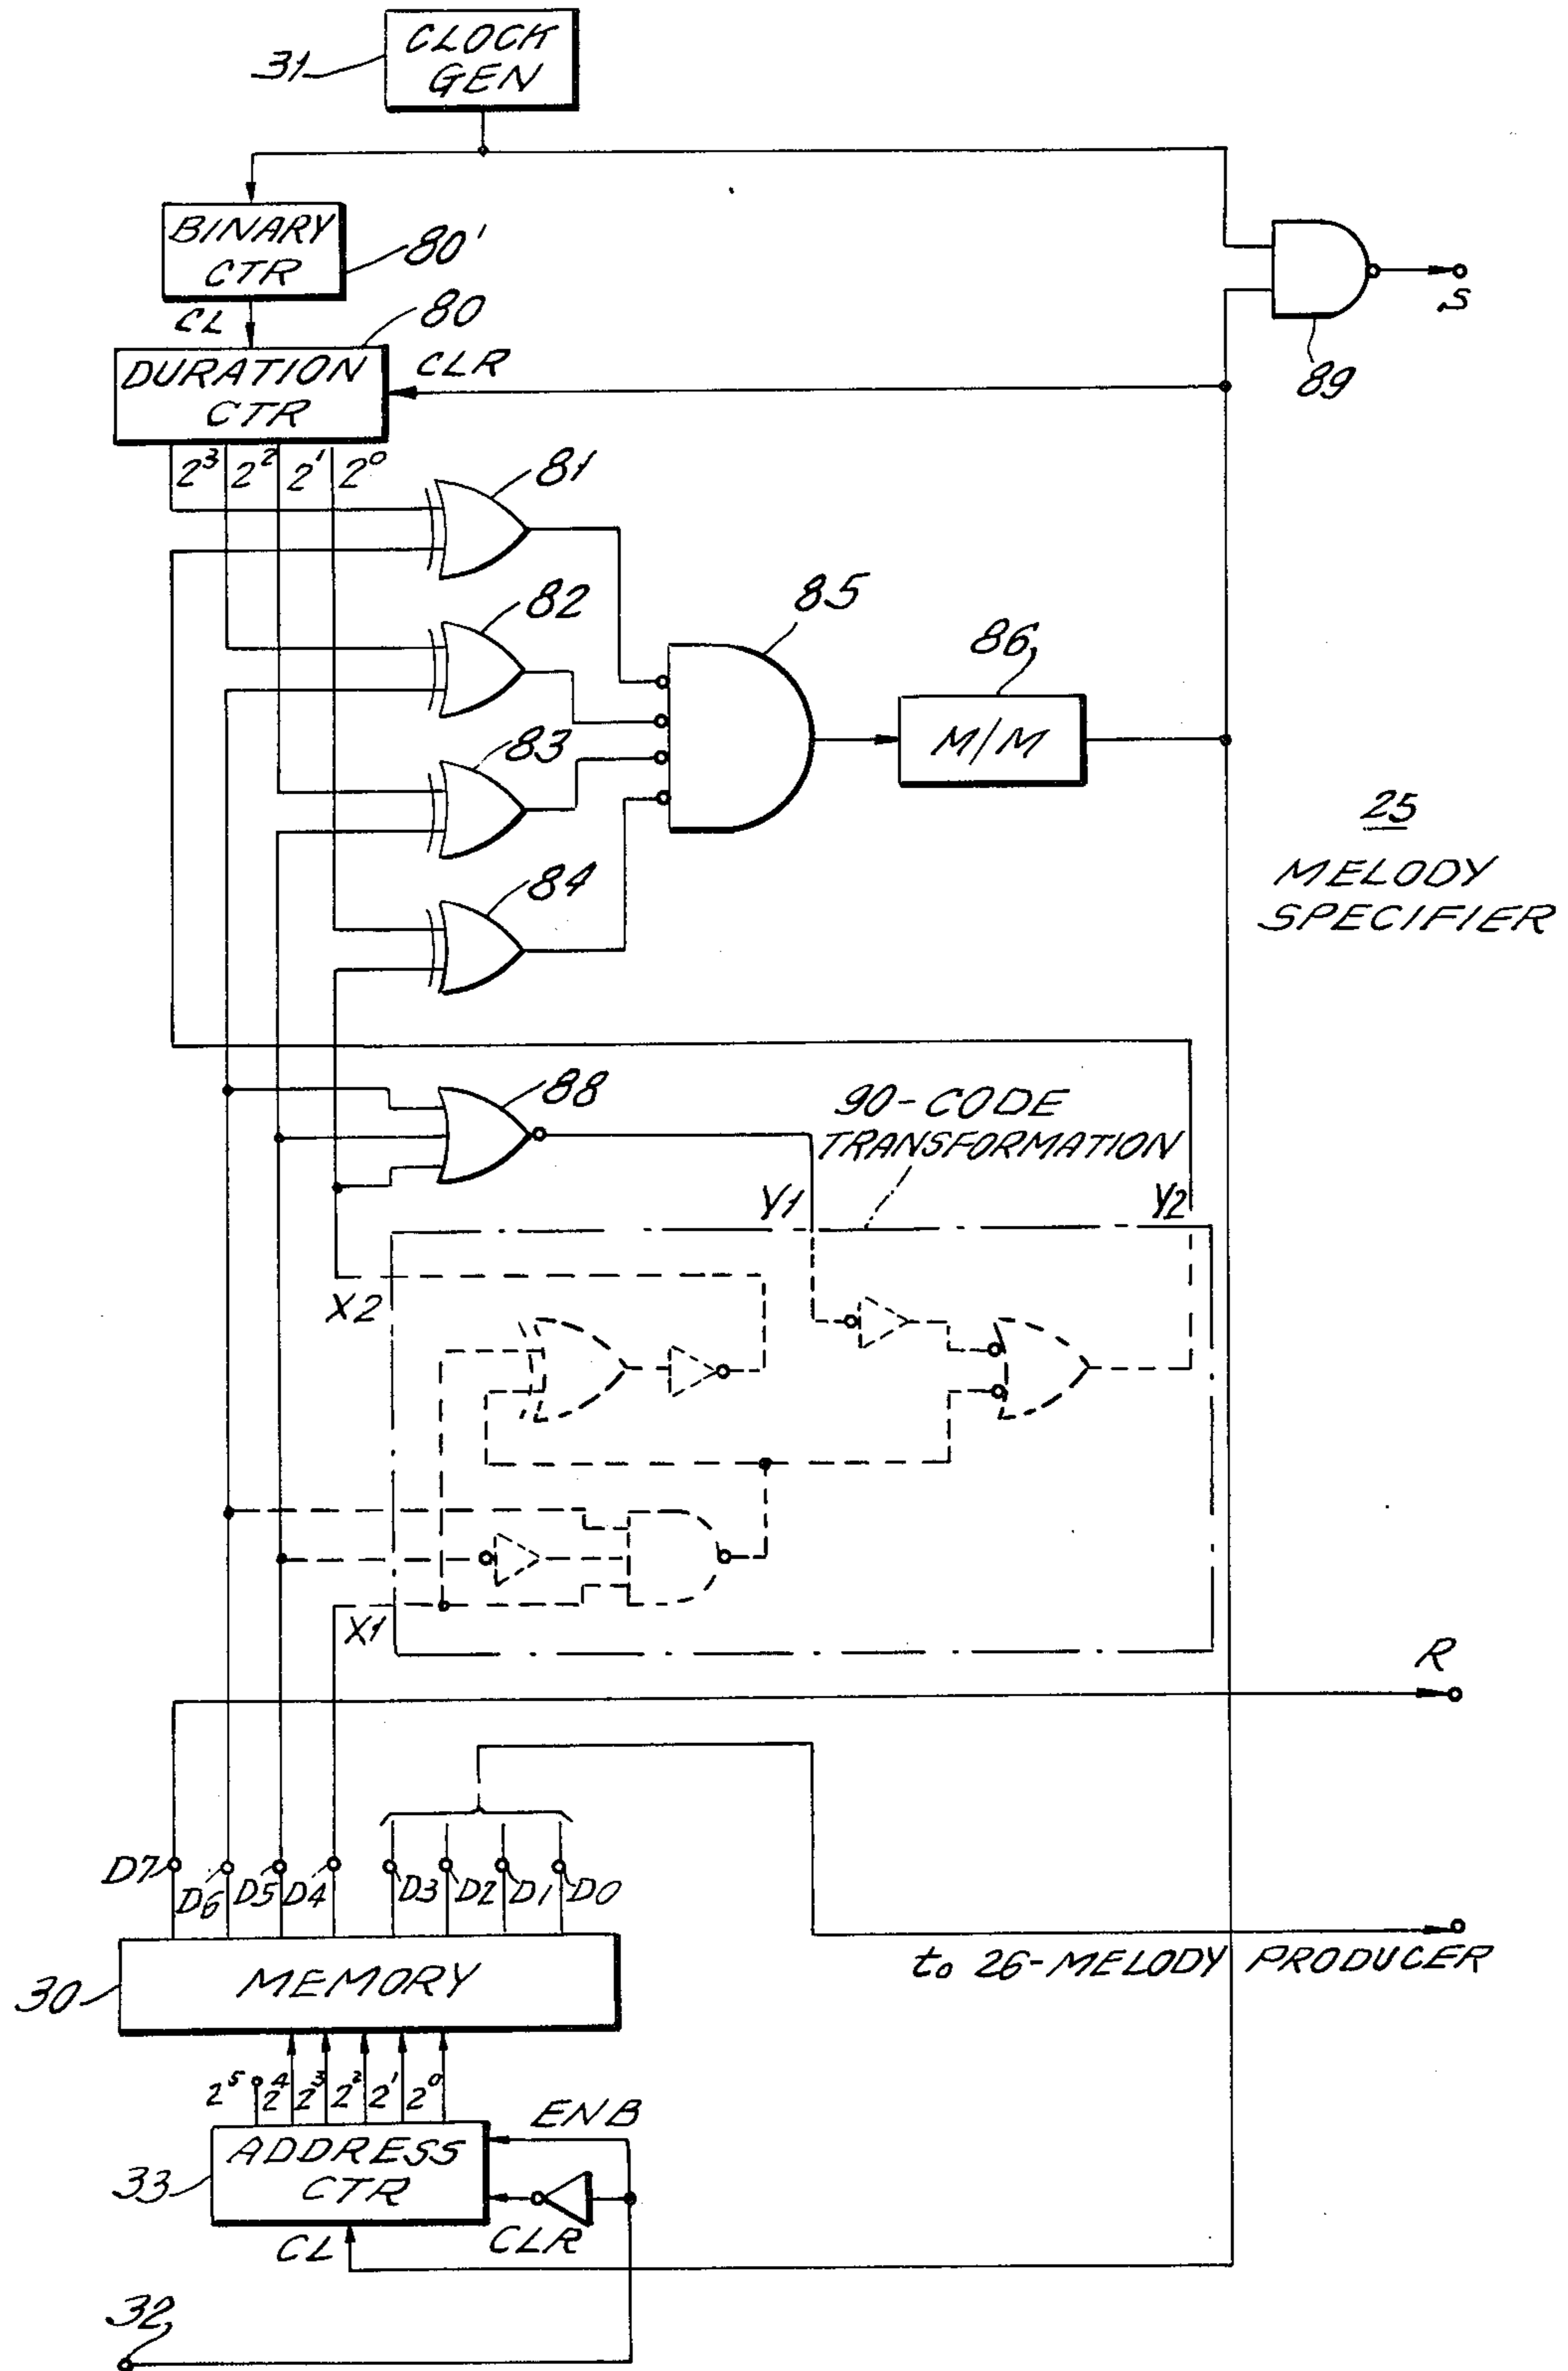 CLOCK
GEN
31
BINARY
CTR
80'
CL
80
DURATION
CTR
CLR
S
89
2³ 2² 2¹ 2⁰
81
82
83
84
85
86
M/M
25
MELODY
SPECIFIER
88
90-CODE
TRANSFORMATION
Y1
Y2
X2
X1
R
D7 D6 D5 D4 D3 D2 D1 D0
30
MEMORY
to 26-MELODY PRODUCER
2⁵ 2⁴ 2³ 2² 2¹ 2⁰
ENB
33
ADDRESS
CTR
CL
CLR
32